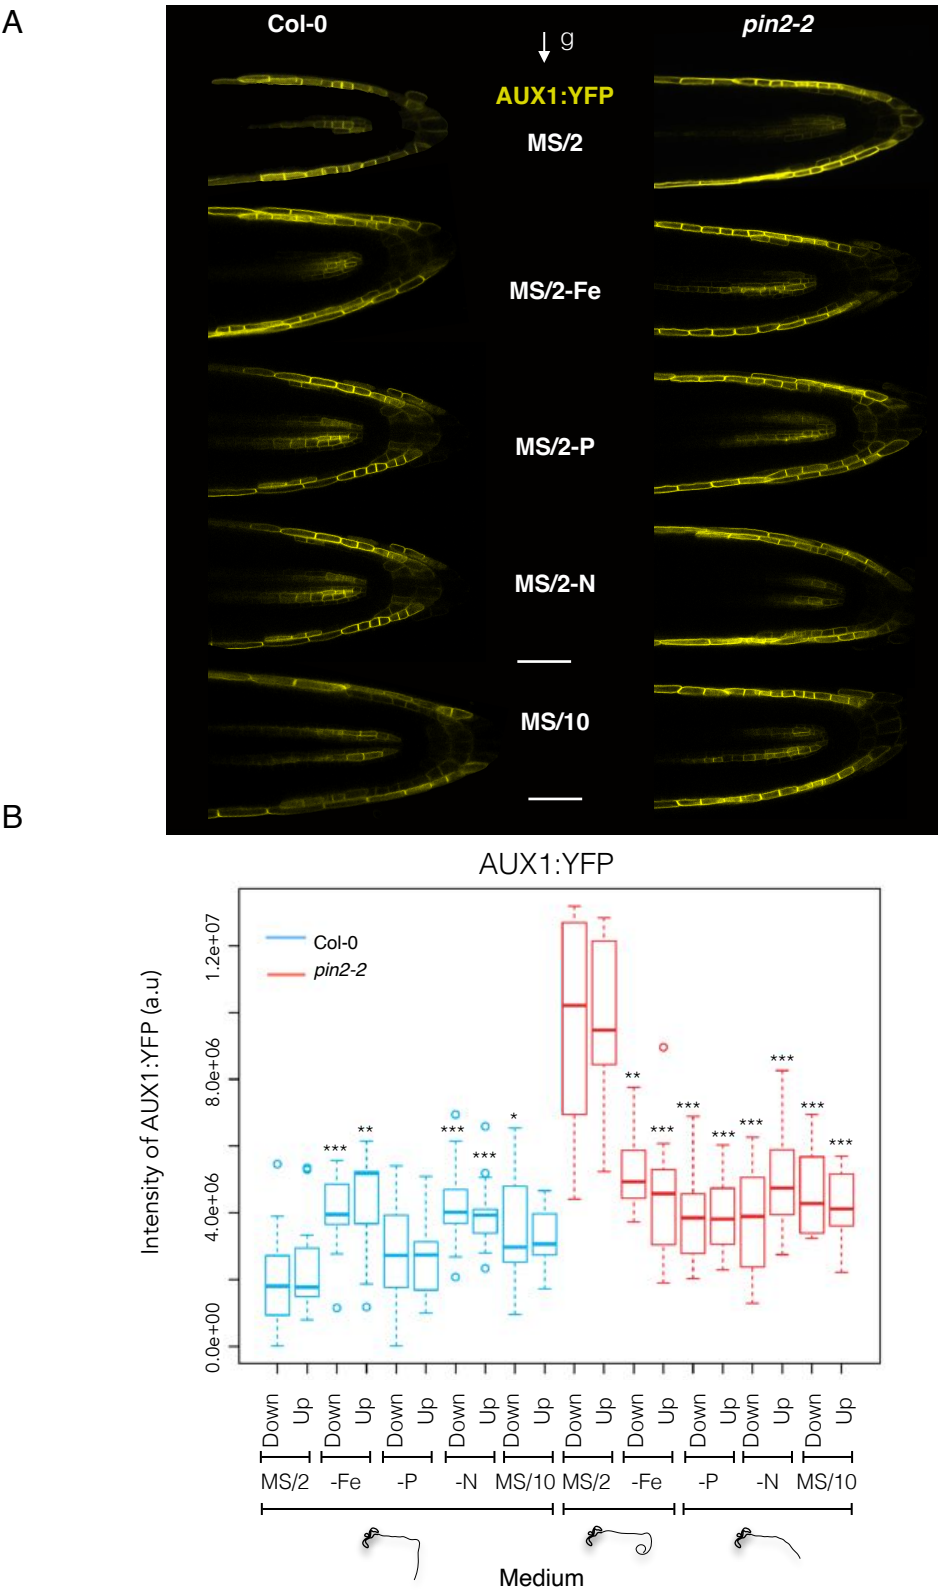 A
Col-0
g
pin2-2
AUX1:YFP
MS/2
MS/2-Fe
MS/2-P
MS/2-N
MS/10
B
AUX1:YFP
Intensity of AUX1:YFP (a.u)
1.2e+07
8.0e+06
4.0e+06
0.0e+00
Col-0
pin2-2
*** ** *** *** * ** *** *** *** *** *** *** ***
Down Up Down Up Down Up Down Up Down Up Down Up Down Up Down Up Down Up Down Up
MS/2 -Fe -P -N MS/10 MS/2 -Fe -P -N MS/10
Medium